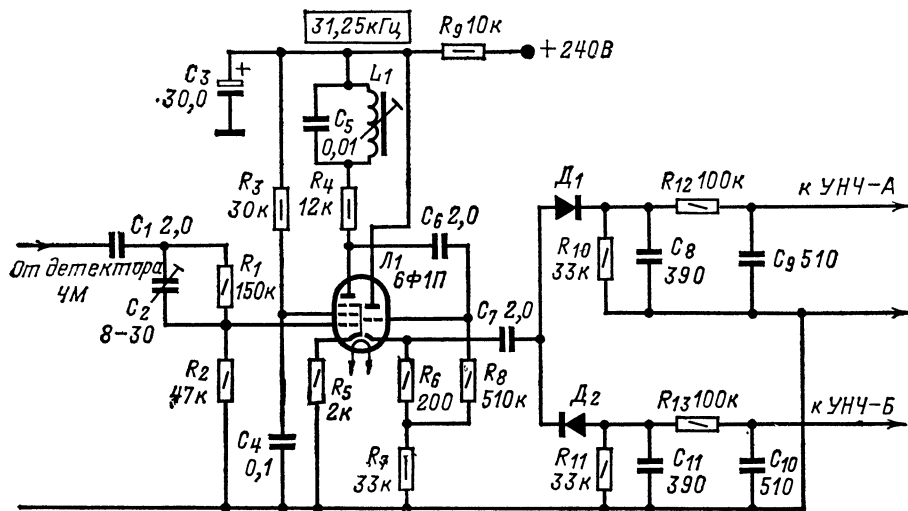 31,25кГц
R9 10к
+240В
C3
30,0
+
L1
C5
0,01
R3
30к
R4
12к
C1 2,0
От детектора
ЧМ
C2
8-30
R1
150к
C6 2,0
Л1
6Ф1П
C7 2,0
Д1
R12 100к
к УНЧ-А
R10
33к
C8
390
C9 510
R2
47к
R5
2к
R6
200
R8
510к
C4
0,1
R7
33к
Д2
R13 100к
к УНЧ-Б
R11
33к
C11
390
C10
510